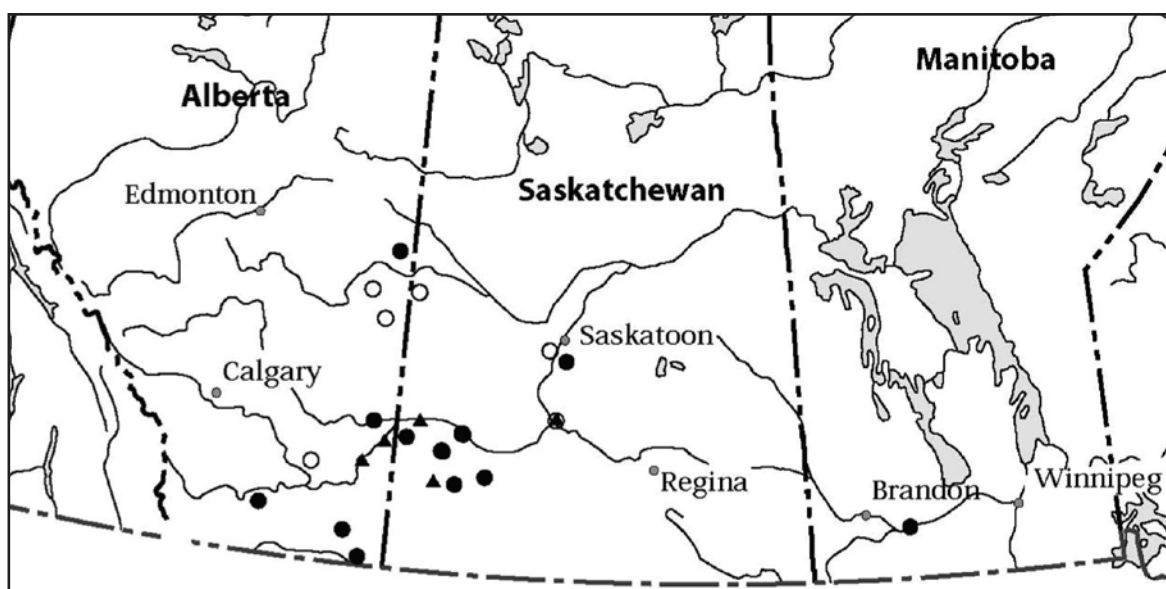 Manitoba
Alberta
Saskatchewan
Edmonton
Saskatoon
Calgary
Regina
Brandon
Winnipeg